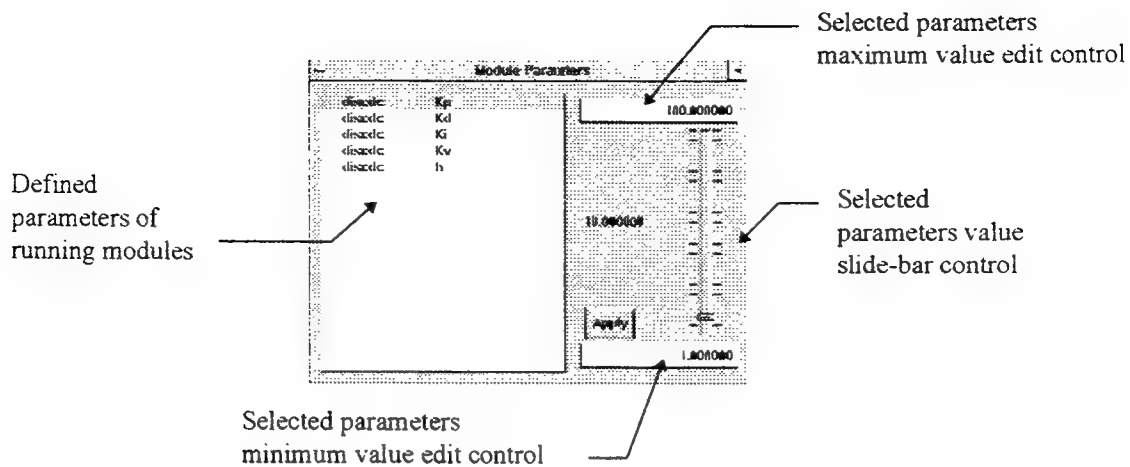 Selected parameters
maximum value edit control
Module Paramters
Kp
100.000000
Kd
Ki
Kv
h
Defined
parameters of
running modules
10.000000
Selected
parameters value
slide-bar control
Apply
1.000000
Selected parameters
minimum value edit control